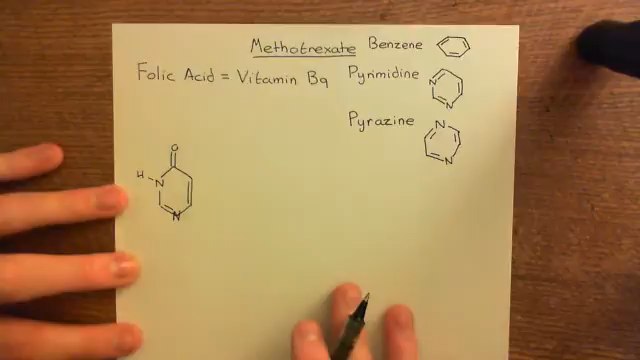 Methotrexate
Benzene
Folic Acid = Vitamin B9
Pyrimidine
N
N
Pyrazine
N
N
O
H
N
N